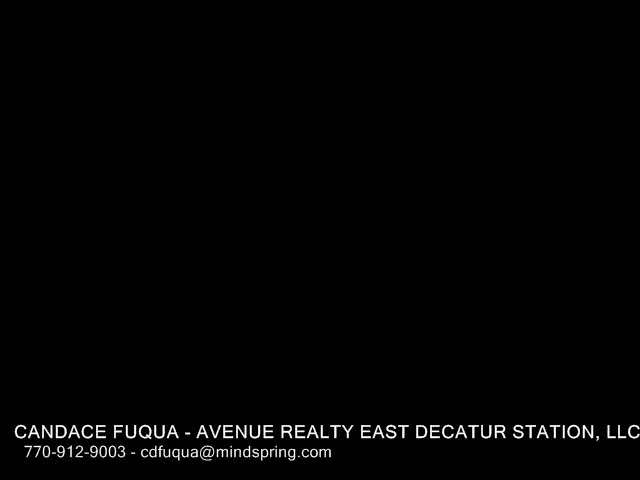 CANDACE FUQUA - AVENUE REALTY EAST DECATUR STATION, LLC
770-912-9003 - cdfuqua@mindspring.com